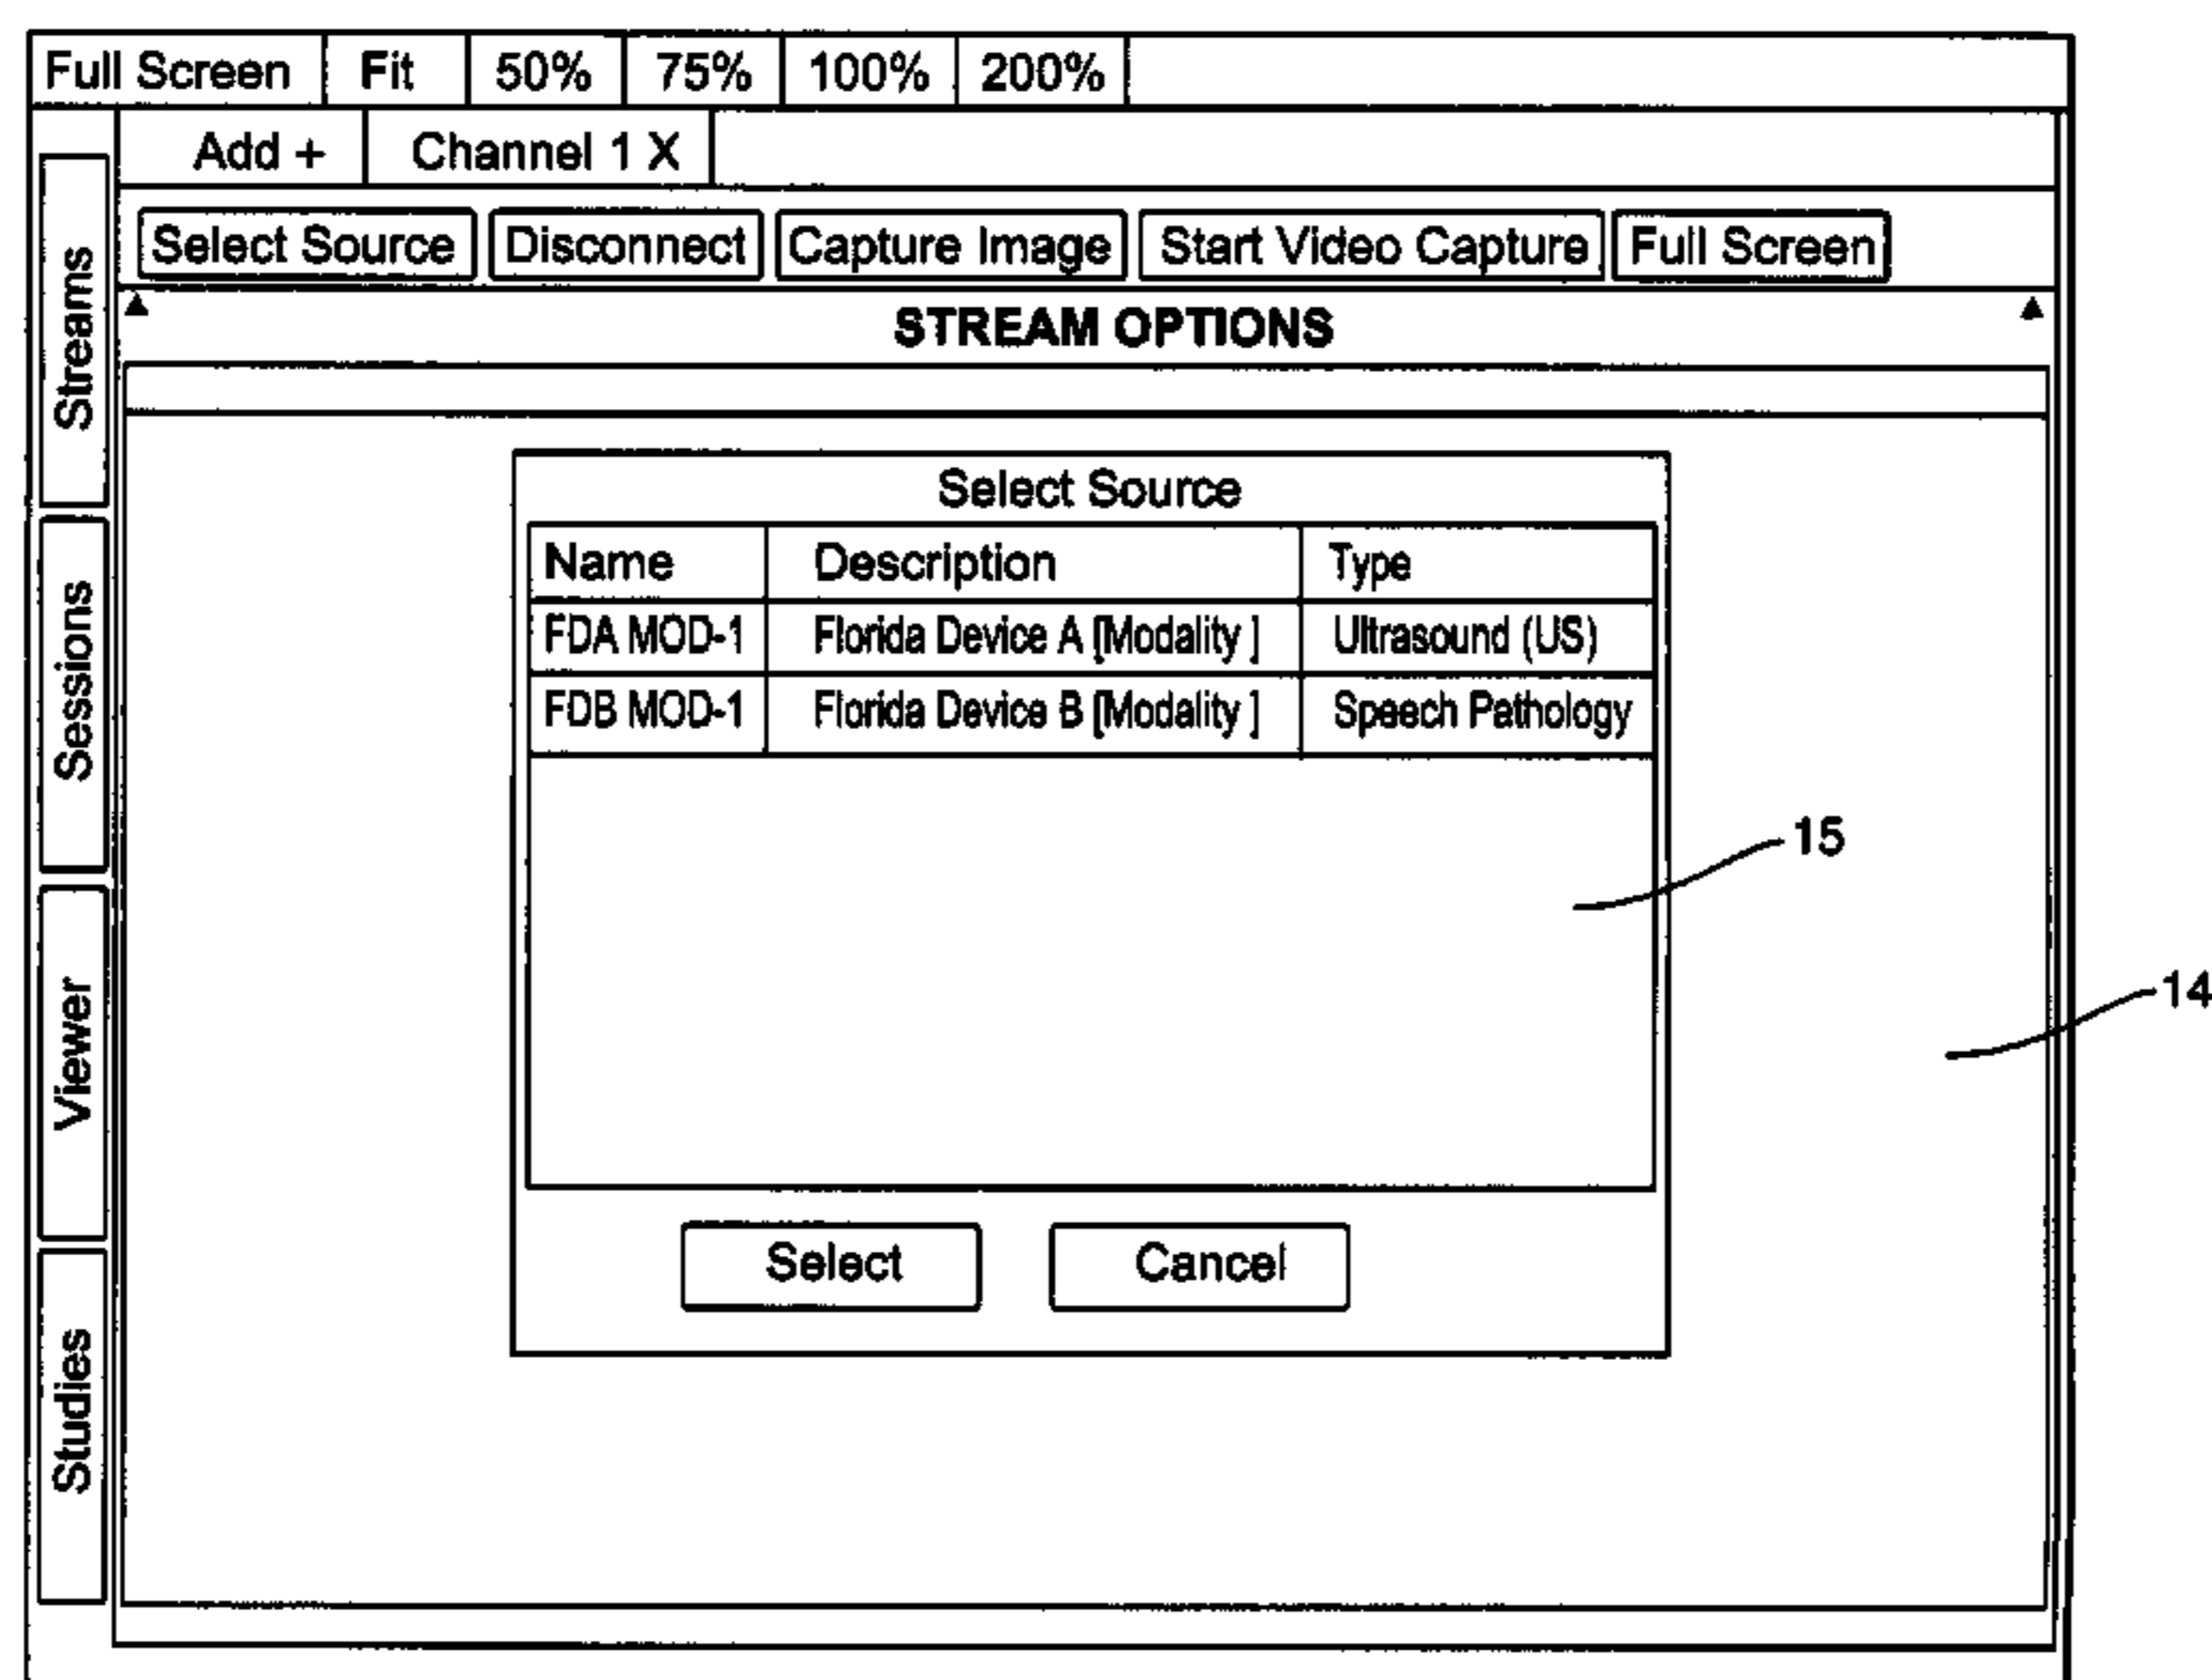 Full Screen Fit 50% 75% 100% 200%
Add + Channel 1 X
Select Source Disconnect Capture Image Start Video Capture Full Screen
STREAM OPTIONS
Streams
Sessions
Viewer
Studies
Select Source
Name Description Type
FDA MOD-1 Florida Device A [Modality ] Ultrasound (US)
FDB MOD-1 Florida Device B [Modality ] Speech Pathology
15
14
Select Cancel